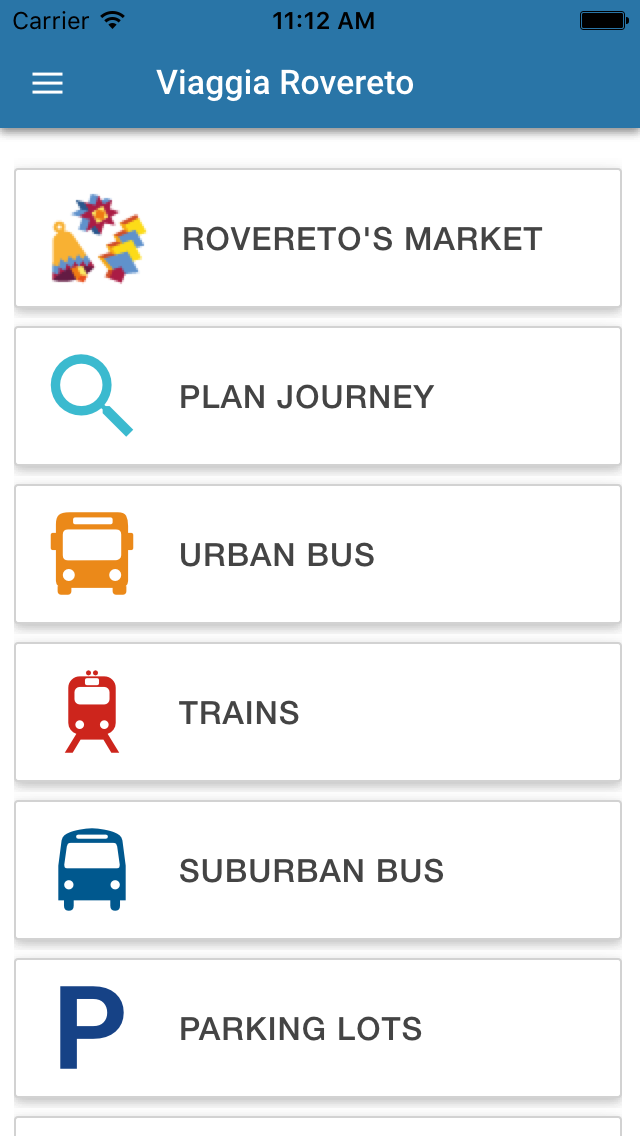 Carrier 11:12 AM
Viaggia Rovereto
ROVERETO'S MARKET
PLAN JOURNEY
URBAN BUS
TRAINS
SUBURBAN BUS
P PARKING LOTS